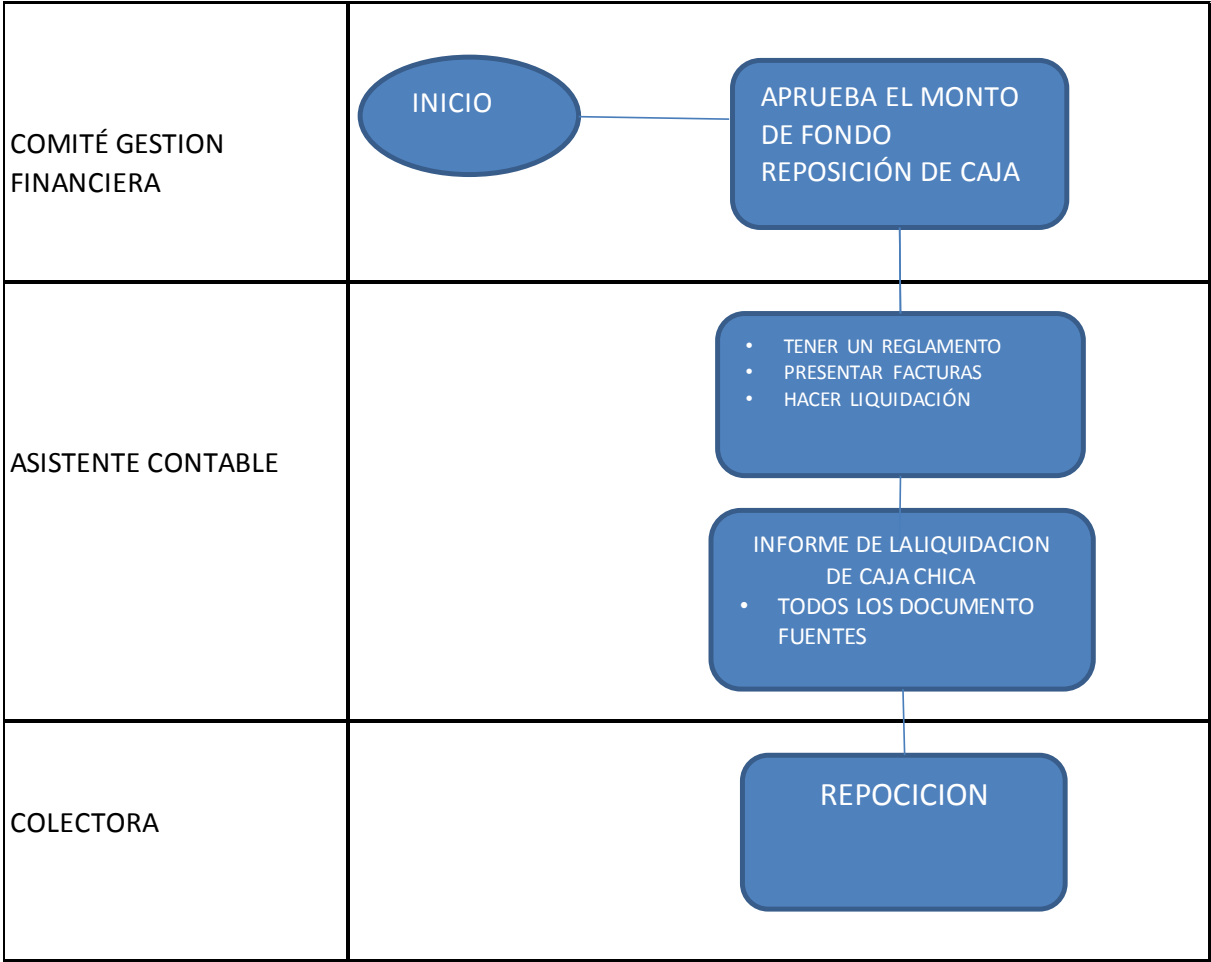 COMITÉ GESTION
FINANCIERA
INICIO
APRUEBA EL MONTO
DE FONDO
REPOSICIÓN DE CAJA
ASISTENTE CONTABLE
• TENER UN REGLAMENTO
• PRESENTAR FACTURAS
• HACER LIQUIDACIÓN
INFORME DE LALIQUIDACION
DE CAJA CHICA
• TODOS LOS DOCUMENTO
FUENTES
COLECTORA
REPOCICION